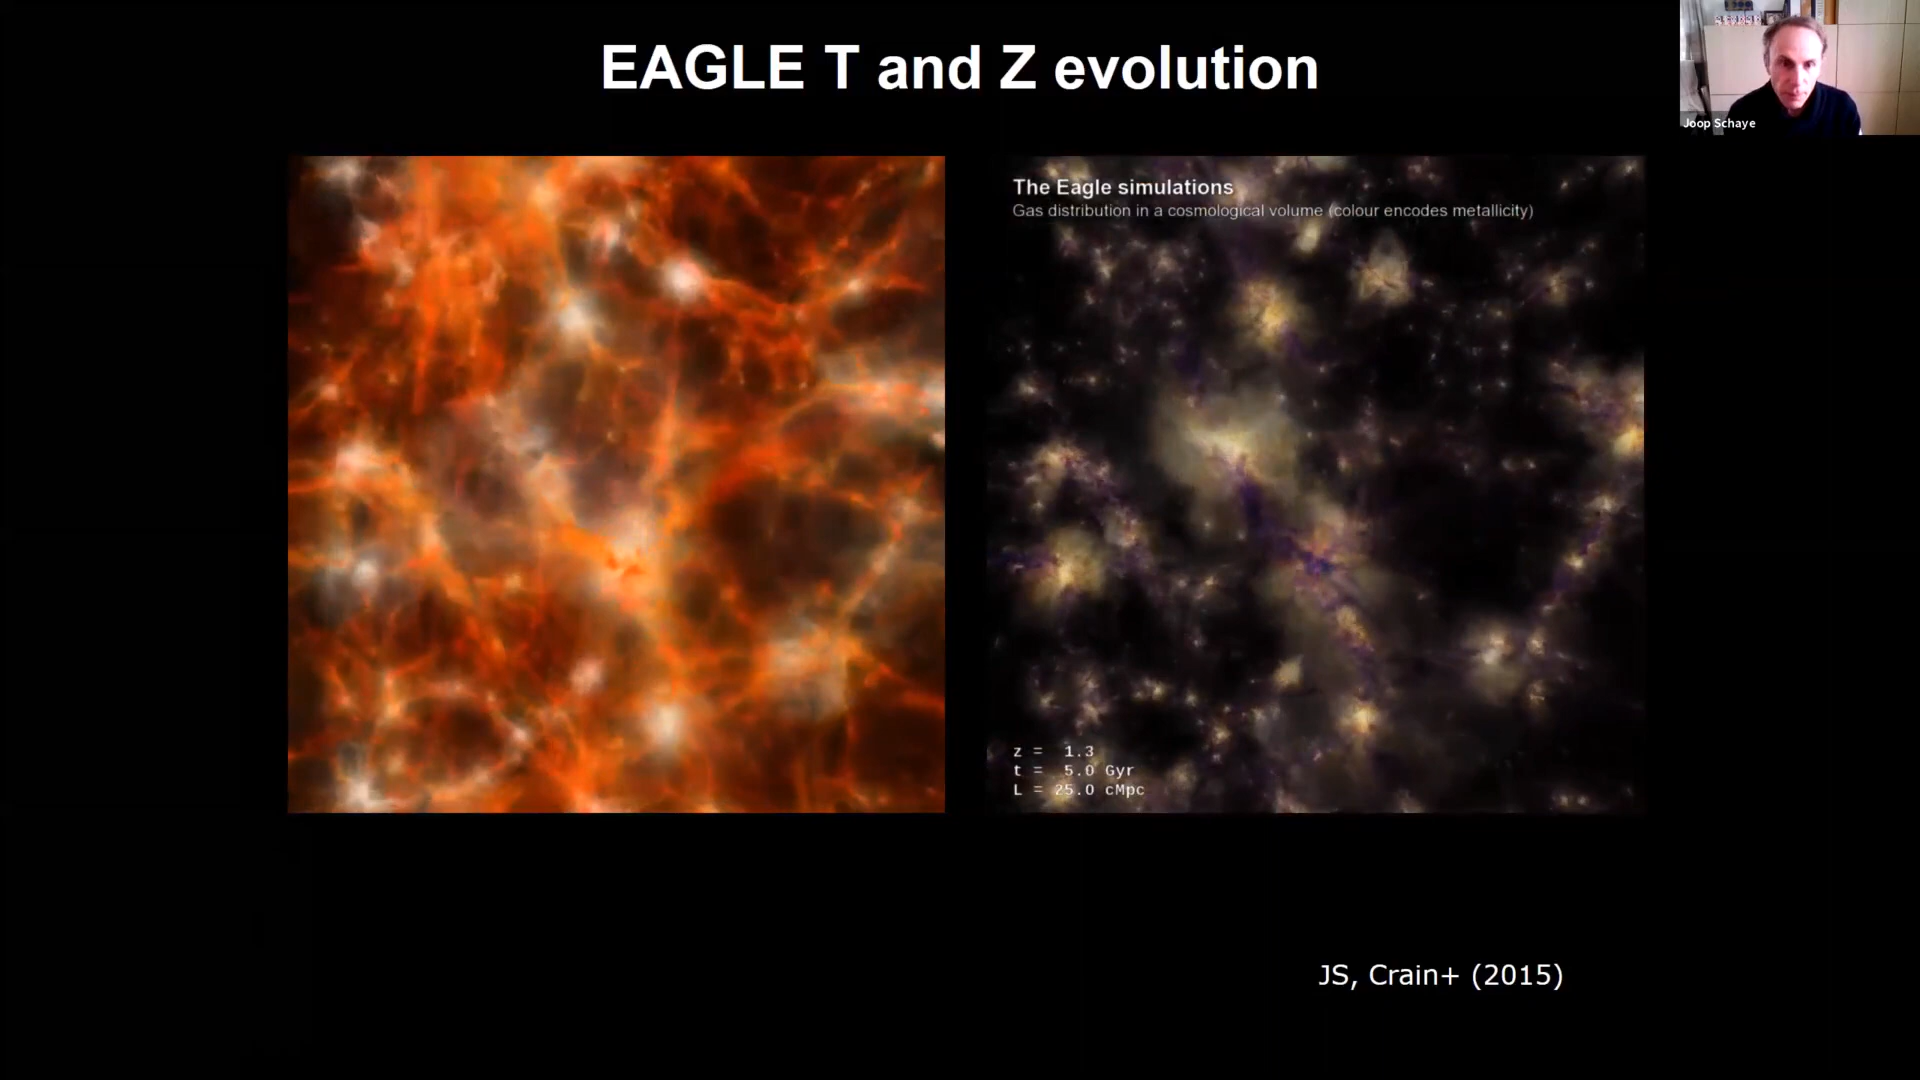 EAGLE T and Z evolution
Joop Schaye
The Eagle simulations
Gas distribution in a cosmological volume (colour encodes metallicity)
z = 1.3
t = 5.0 Gyr
L = 25.0 cMpc
JS, Crain+ (2015)